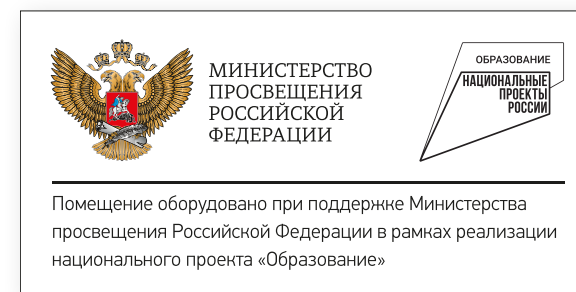 МИНИСТЕРСТВО
ПРОСВЕЩЕНИЯ
РОССИЙСКОЙ
ФЕДЕРАЦИИ
ОБРАЗОВАНИЕ
НАЦИОНАЛЬНЫЕ
ПРОЕКТЫ
РОССИИ
Помещение оборудовано при поддержке Министерства
просвещения Российской Федерации в рамках реализации
национального проекта «Образование»